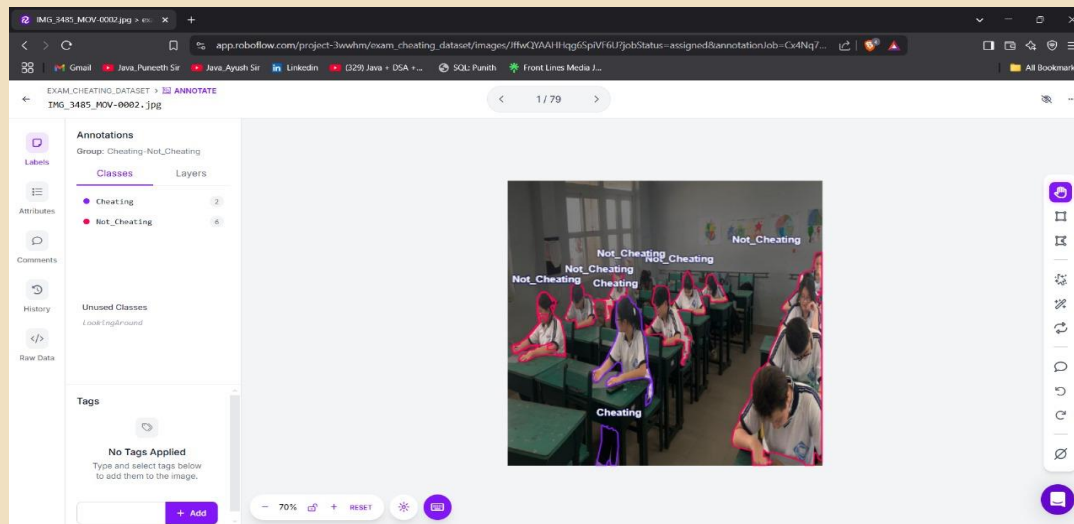 IMG_3485_MOV-0002.jpg > ex
app.roboflow.com/project-3wwhm/exam_cheating_dataset/images/JffwQYAAHHqg6SpiVF6U?jobStatus=assigned&annotationJob=Cx4Nq7...
Gmail
Java_Puneeth Sir
Java_Ayush Sir
Linkedin
(329) Java + DSA +...
SQL: Punith
Front Lines Media J...
All Bookmark
EXAM_CHEATING_DATASET > ANNOTATE
IMG_3485_MOV-0002.jpg
1 / 79
Labels
Attributes
Comments
History
Raw Data
Annotations
Group: Cheating-Not_Cheating
Classes
Layers
Cheating 2
Not_Cheating 6
Unused Classes
LookingAround
Tags
No Tags Applied
Type and select tags below
to add them to the image.
+ Add
Not_Cheating
Not_Cheating
Not_Cheating
Not_Cheating
Not_Cheating
Cheating
Cheating
− 70% + RESET